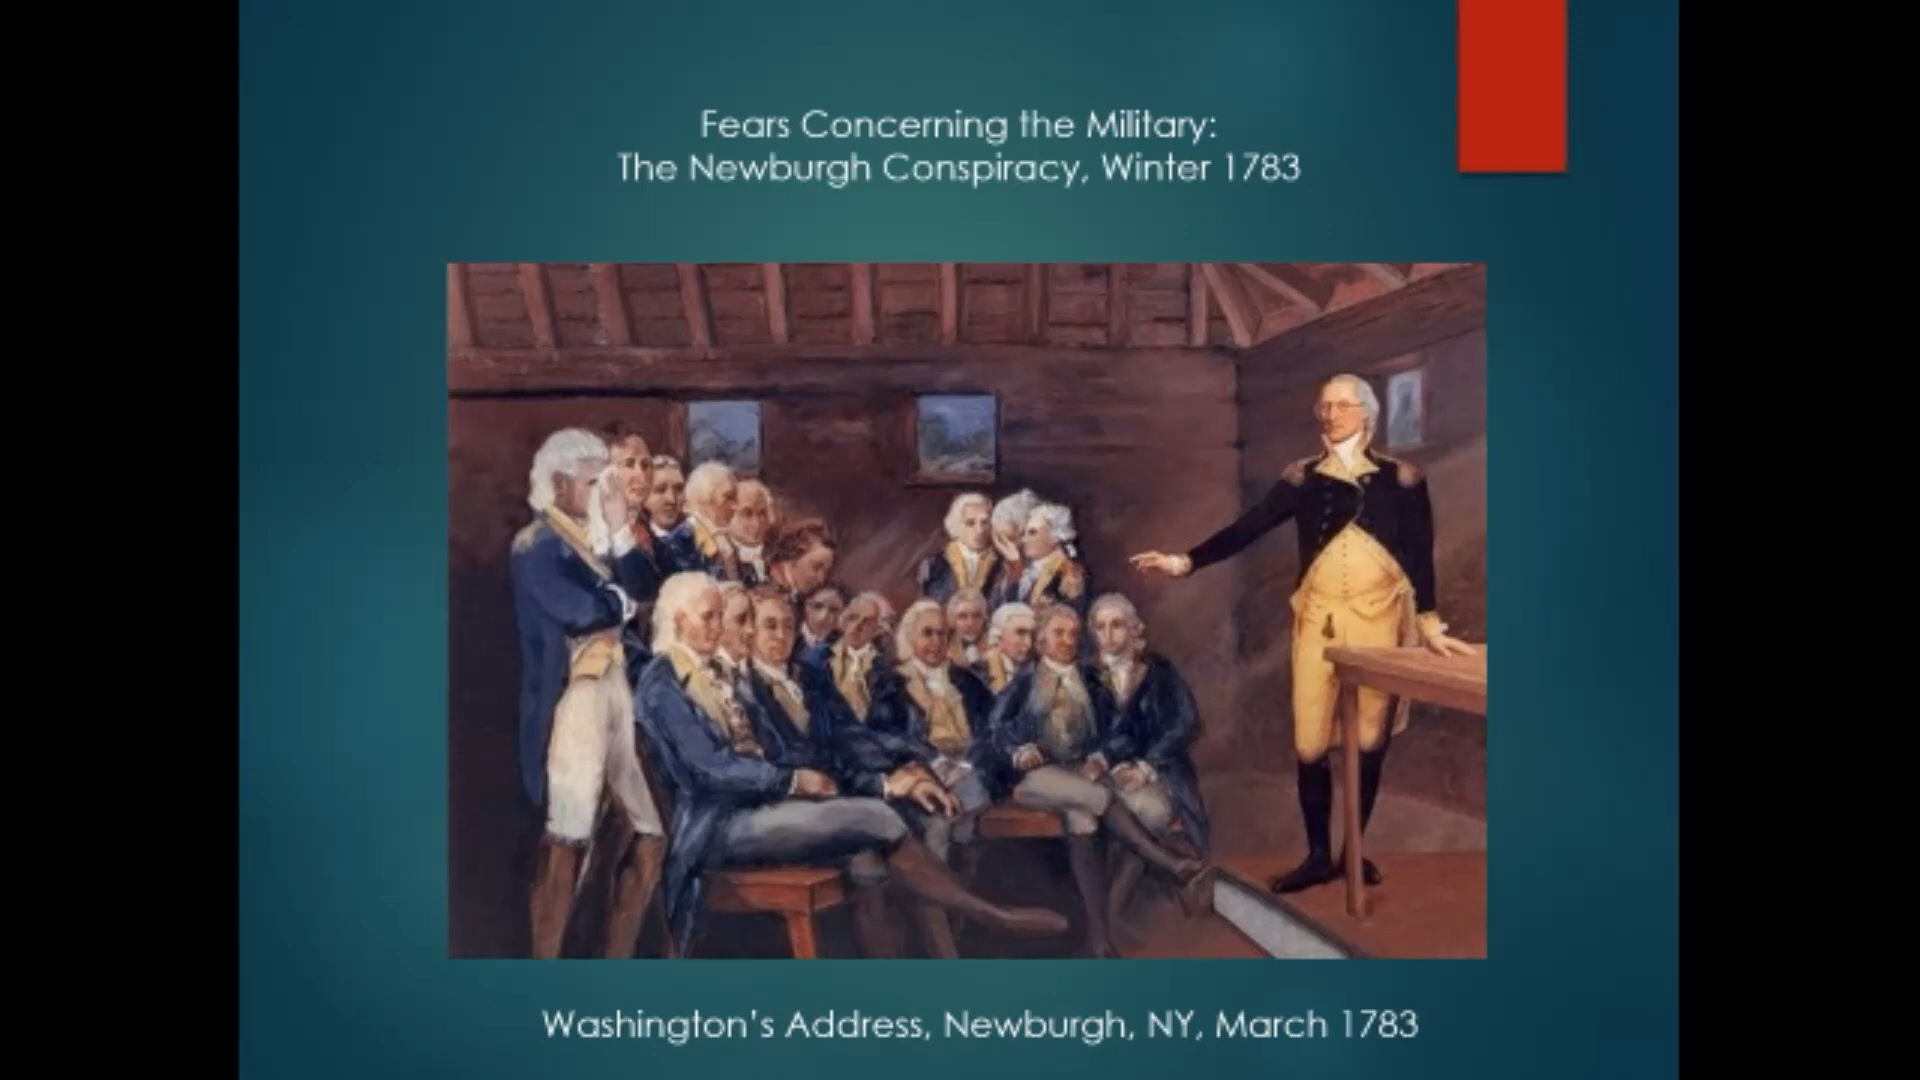 Fears Concerning the Military:
The Newburgh Conspiracy, Winter 1783
Washington's Address, Newburgh, NY, March 1783